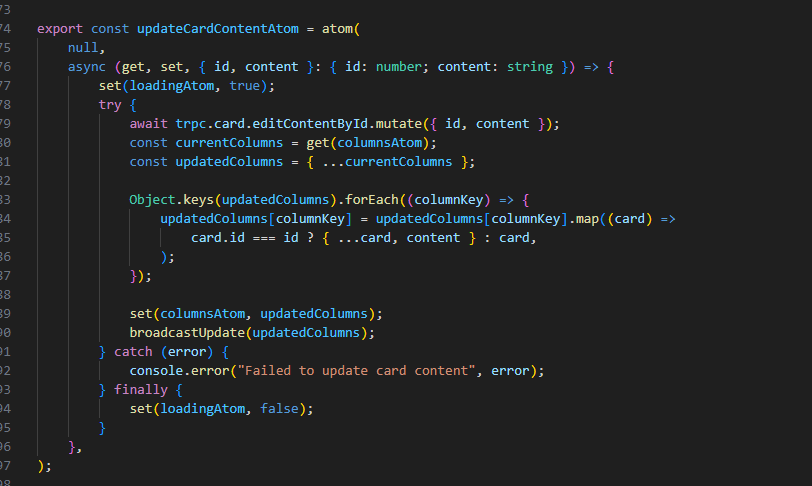 73
74 export const updateCardContentAtom = atom(
75     null,
76     async (get, set, { id, content }: { id: number; content: string }) => {
77         set(loadingAtom, true);
78         try {
79             await trpc.card.editContentById.mutate({ id, content });
80             const currentColumns = get(columnsAtom);
81             const updatedColumns = { ...currentColumns };
82
83             Object.keys(updatedColumns).forEach((columnKey) => {
84                 updatedColumns[columnKey] = updatedColumns[columnKey].map((card) =>
85                     card.id === id ? { ...card, content } : card,
86                 );
87             });
88
89             set(columnsAtom, updatedColumns);
90             broadcastUpdate(updatedColumns);
91         } catch (error) {
92             console.error("Failed to update card content", error);
93         } finally {
94             set(loadingAtom, false);
95         }
96     },
97 );
98